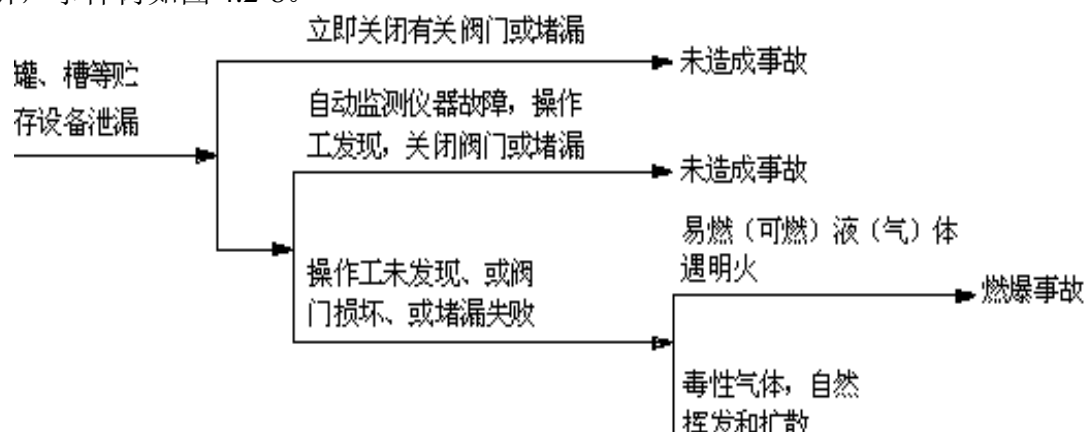 立即关闭有关阀门或堵漏
未造成事故
罐、槽等贮
存设备泄漏
自动监测仪器故障，操作
工发现，关闭阀门或堵漏
未造成事故
易燃（可燃）液（气）体
遇明火
燃爆事故
操作工未发现、或阀
门损坏、或堵漏失败
毒性气体，自然
挥发和扩散